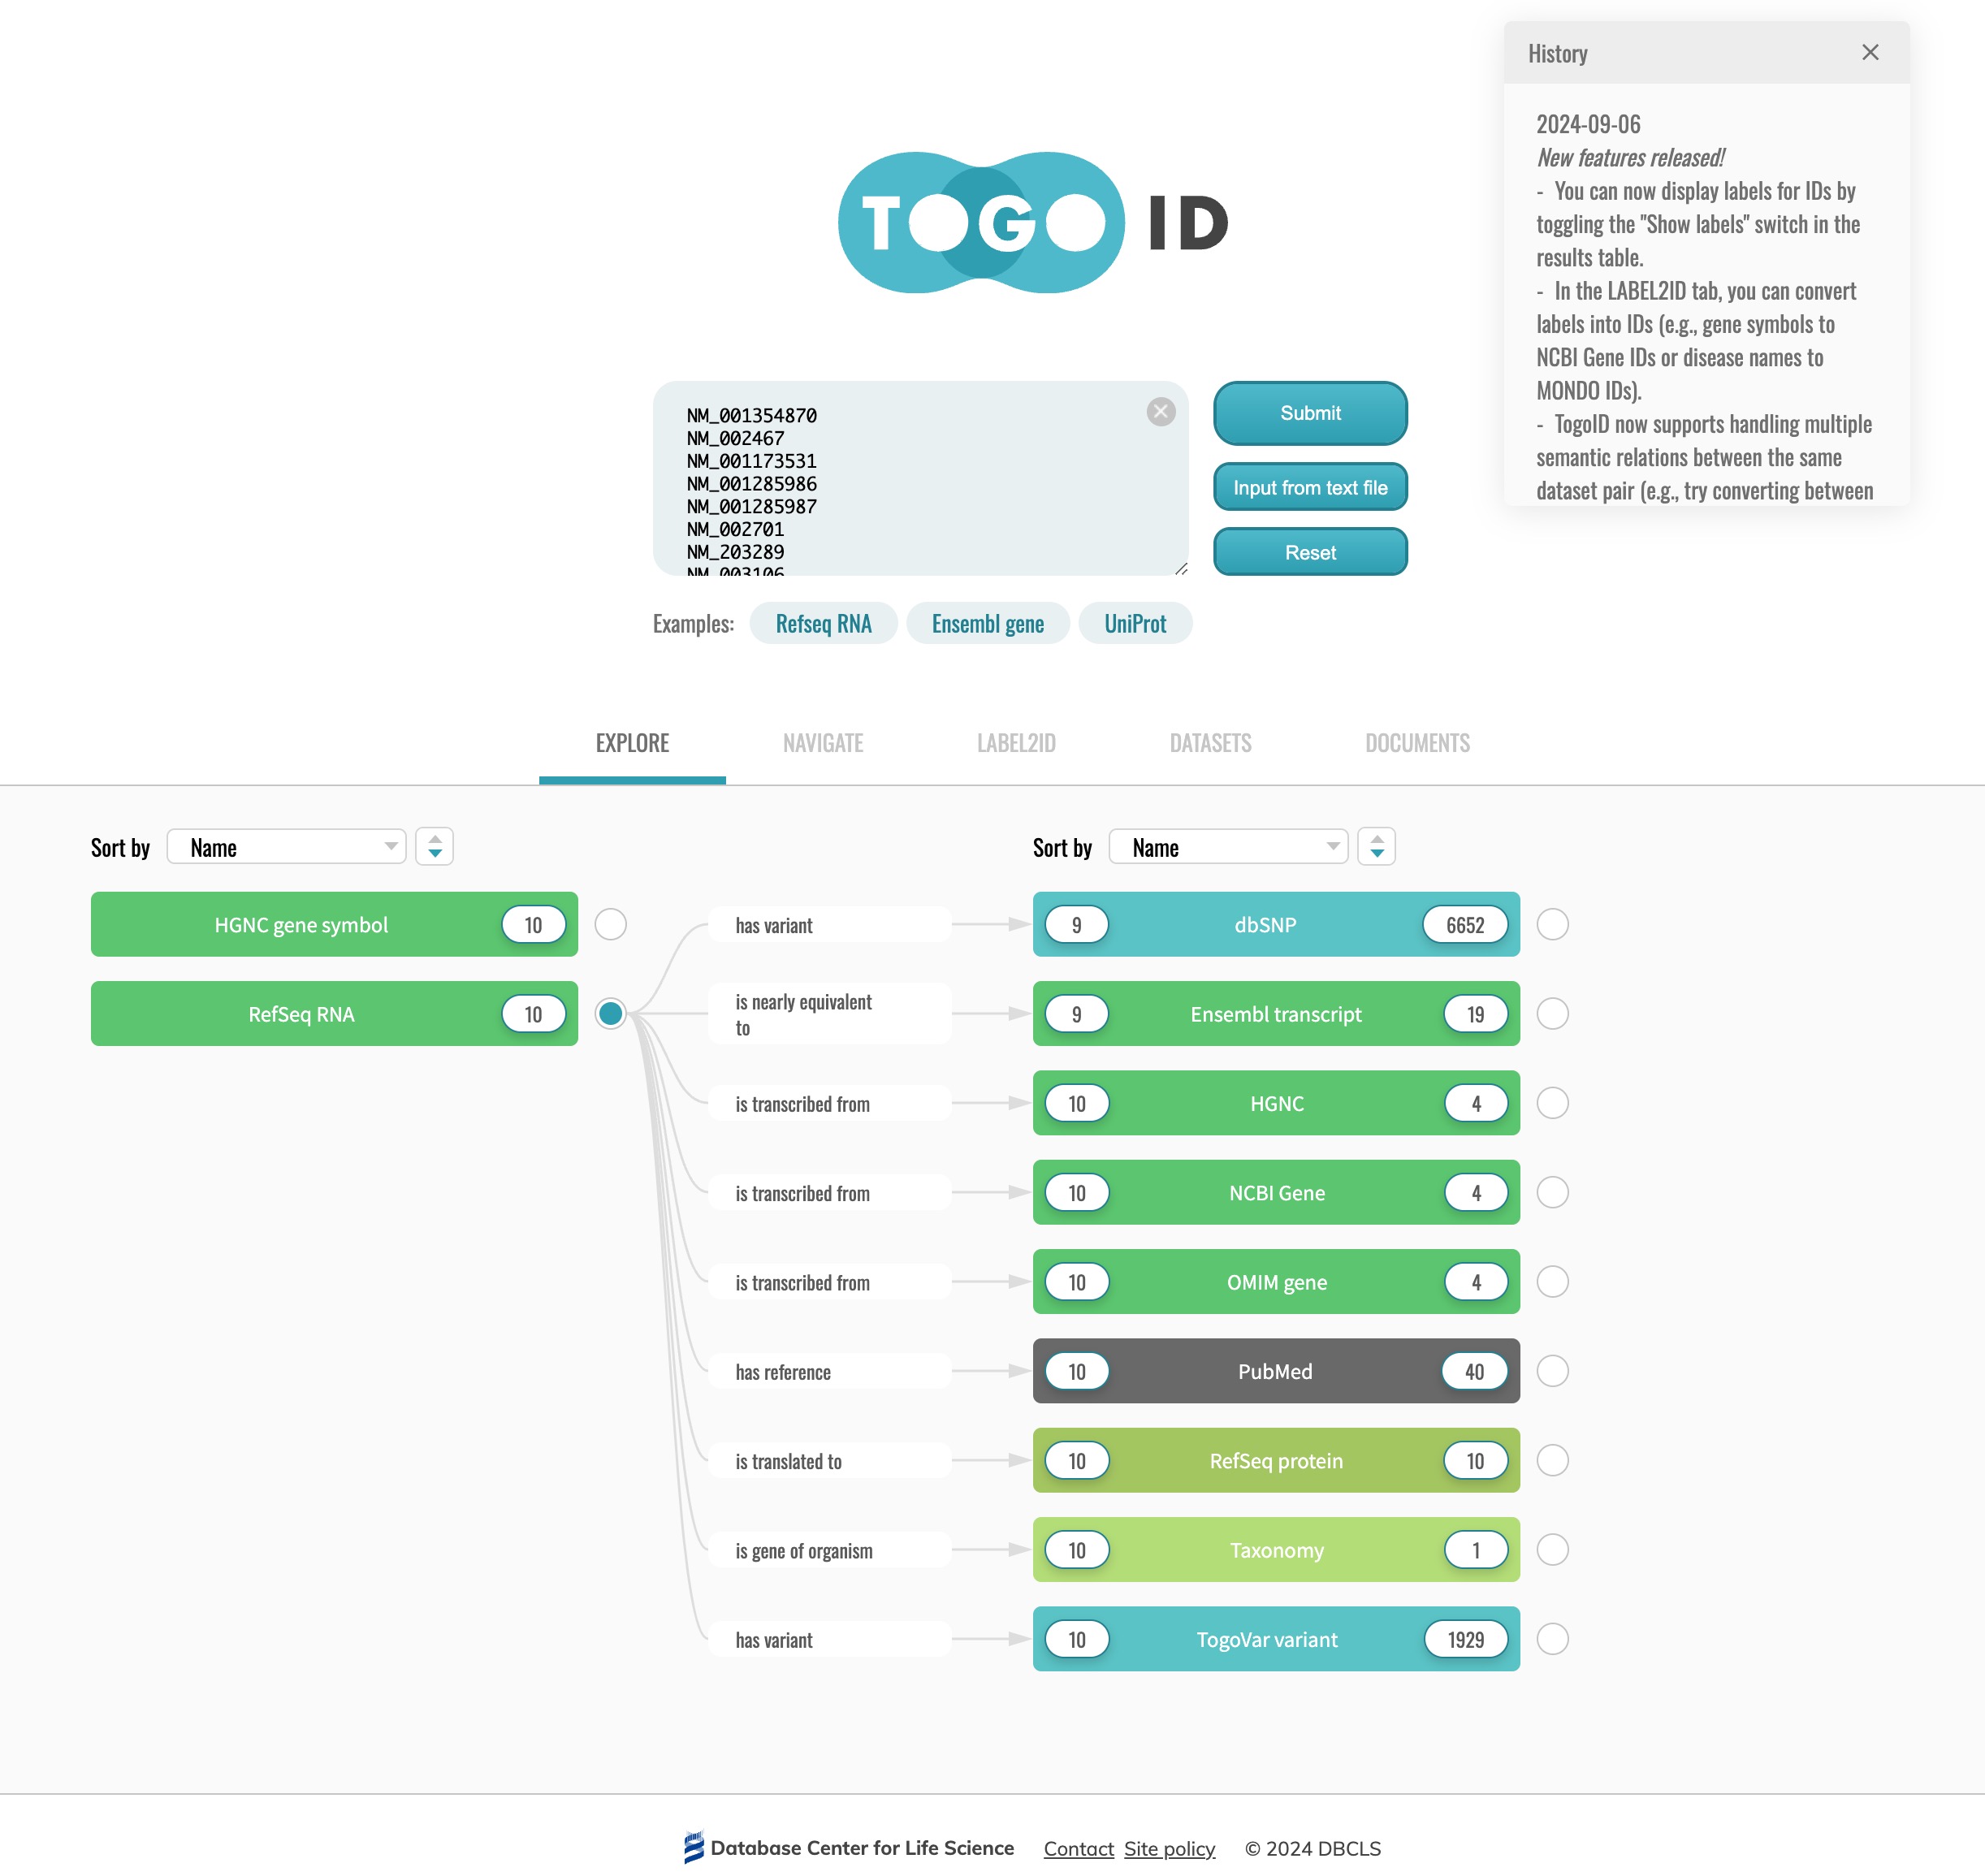 TOGO ID
History
2024-09-06
New features released!
- You can now display labels for IDs by
toggling the "Show labels" switch in the
results table.
- In the LABEL2ID tab, you can convert
labels into IDs (e.g., gene symbols to
NCBI Gene IDs or disease names to
MONDO IDs).
- TogoID now supports handling multiple
semantic relations between the same
dataset pair (e.g., try converting between
NM_001354870
NM_002467
NM_001173531
NM_001285986
NM_001285987
NM_002701
NM_203289
NM_003106
Submit
Input from text file
Reset
Examples: Refseq RNA Ensembl gene UniProt
EXPLORE NAVIGATE LABEL2ID DATASETS DOCUMENTS
Sort by Name
Sort by Name
HGNC gene symbol 10
RefSeq RNA 10
has variant 9 dbSNP 6652
is nearly equivalent
to
9 Ensembl transcript 19
is transcribed from 10 HGNC 4
is transcribed from 10 NCBI Gene 4
is transcribed from 10 OMIM gene 4
has reference 10 PubMed 40
is translated to 10 RefSeq protein 10
is gene of organism 10 Taxonomy 1
has variant 10 TogoVar variant 1929
Database Center for Life Science Contact Site policy © 2024 DBCLS